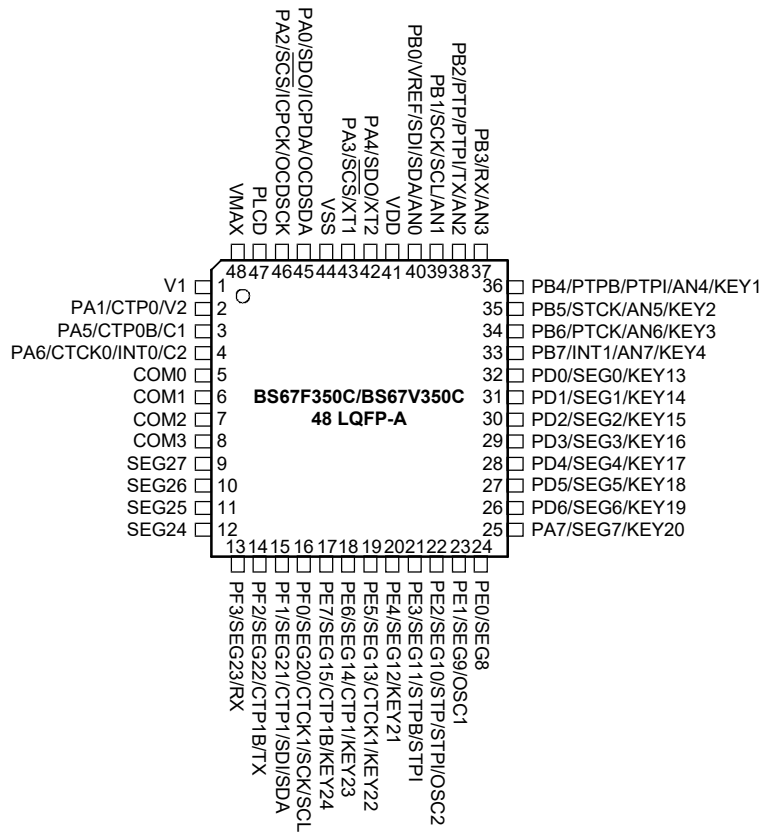 PB3/RX/AN3
PB2/PTP/PTPI/TX/AN2
PB1/SCK/SCL/AN1
PB0/VREF/SDI/SDA/AN0
VDD
PA4/SDO/XT2
PA3/SCS/XT1
VSS
PA0/SDO/ICPDA/OCDSDA
PA2/SCS/ICPCK/OCDSCK
PLCD
VMAX
48 47 46 45 44 43 42 41 40 39 38 37
V1 1
PA1/CTP0/V2 2
PA5/CTP0B/C1 3
PA6/CTCK0/INT0/C2 4
COM0 5
COM1 6
COM2 7
COM3 8
SEG27 9
SEG26 10
SEG25 11
SEG24 12
BS67F350C/BS67V350C
48 LQFP-A
36 PB4/PTPB/PTPI/AN4/KEY1
35 PB5/STCK/AN5/KEY2
34 PB6/PTCK/AN6/KEY3
33 PB7/INT1/AN7/KEY4
32 PD0/SEG0/KEY13
31 PD1/SEG1/KEY14
30 PD2/SEG2/KEY15
29 PD3/SEG3/KEY16
28 PD4/SEG4/KEY17
27 PD5/SEG5/KEY18
26 PD6/SEG6/KEY19
25 PA7/SEG7/KEY20
13 14 15 16 17 18 19 20 21 22 23 24
PE0/SEG8
PE1/SEG9/OSC1
PE2/SEG10/STP/STPI/OSC2
PE3/SEG11/STPB/STPI
PE4/SEG12/KEY21
PE5/SEG13/CTCK1/KEY22
PE6/SEG14/CTP1/KEY23
PE7/SEG15/CTP1B/KEY24
PF0/SEG20/CTCK1/SCK/SCL
PF1/SEG21/CTP1/SDI/SDA
PF2/SEG22/CTP1B/TX
PF3/SEG23/RX